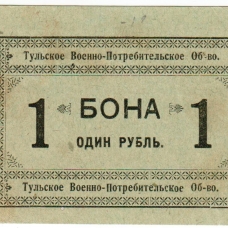 Тульское Военно-Потребительское Об-во.
1 БОНА 1
ОДИН РУБЛЬ.
Тульское Военно-Потребительское Об-во.